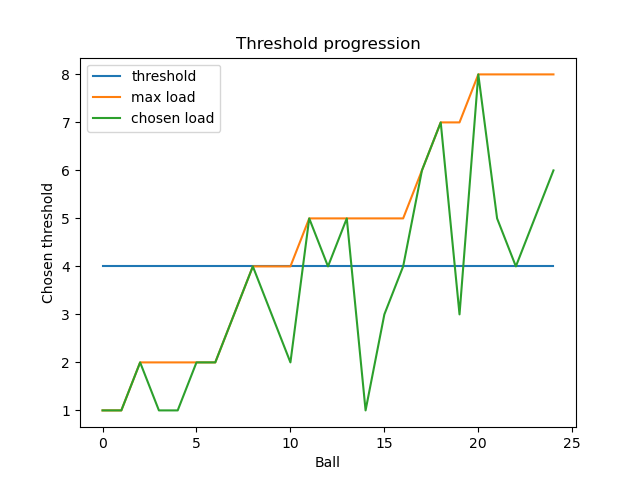 Threshold progression
threshold
max load
chosen load
Chosen threshold
8
7
6
5
4
3
2
1
0 5 10 15 20 25
Ball